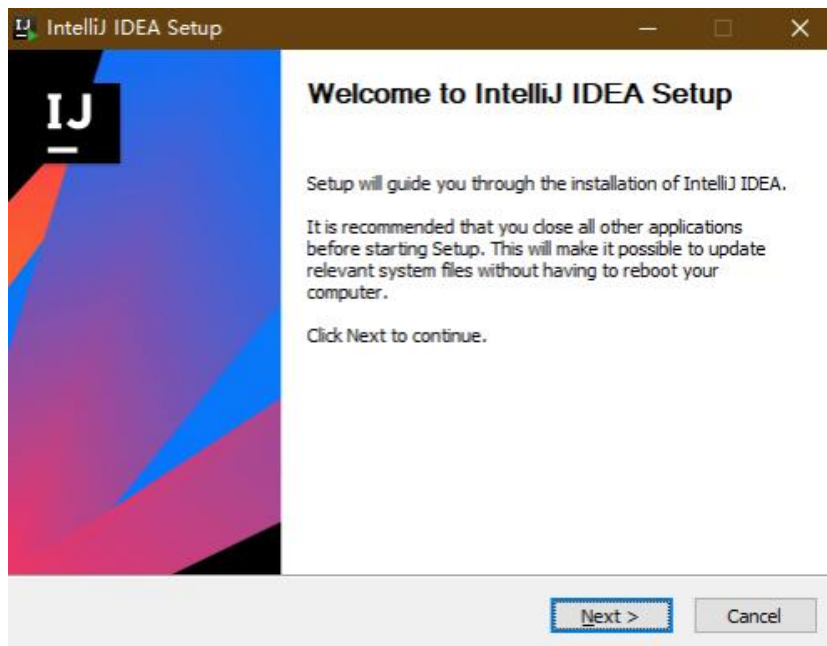 IntelliJ IDEA Setup
IJ
Welcome to IntelliJ IDEA Setup
Setup will guide you through the installation of IntelliJ IDEA.
It is recommended that you close all other applications
before starting Setup. This will make it possible to update
relevant system files without having to reboot your
computer.
Click Next to continue.
Next >
Cancel